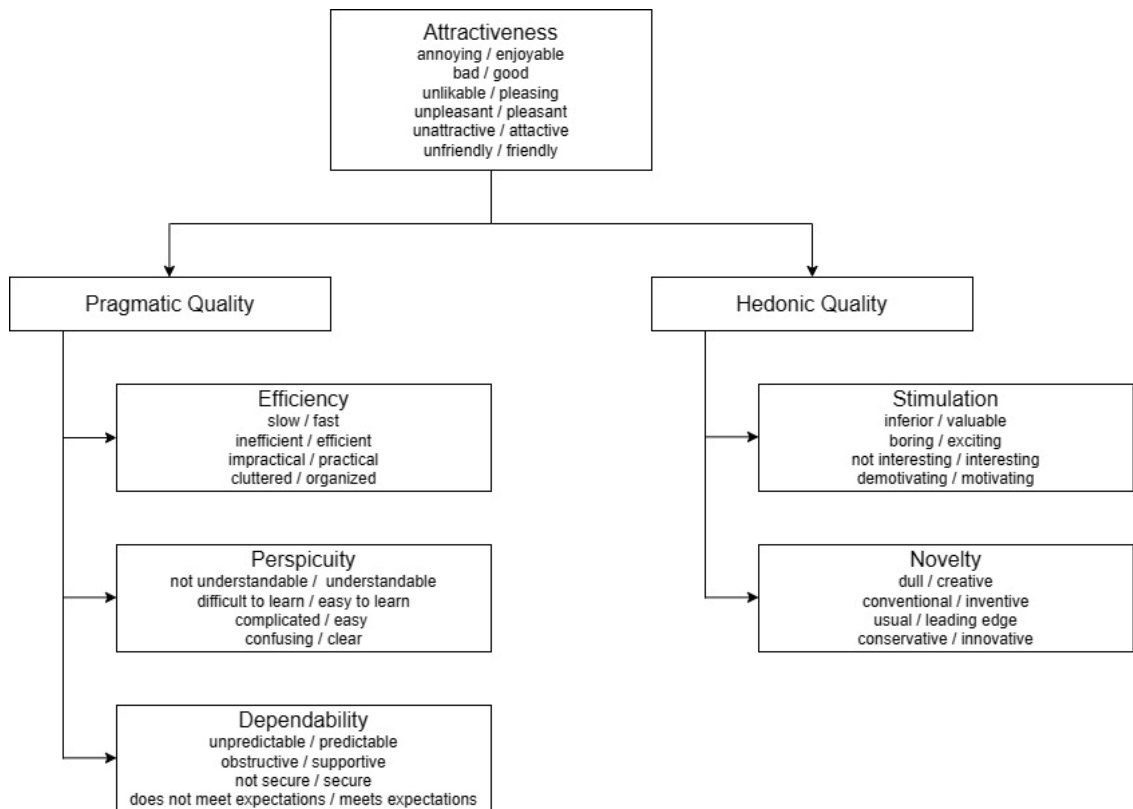 Attractiveness
annoying / enjoyable
bad / good
unlikable / pleasing
unpleasant / pleasant
unattractive / attactive
unfriendly / friendly
Pragmatic Quality
Efficiency
slow / fast
inefficient / efficient
impractical / practical
cluttered / organized
Perspicuity
not understandable / understandable
difficult to learn / easy to learn
complicated / easy
confusing / clear
Dependability
unpredictable / predictable
obstructive / supportive
not secure / secure
does not meet expectations / meets expectations
Hedonic Quality
Stimulation
inferior / valuable
boring / exciting
not interesting / interesting
demotivating / motivating
Novelty
dull / creative
conventional / inventive
usual / leading edge
conservative / innovative